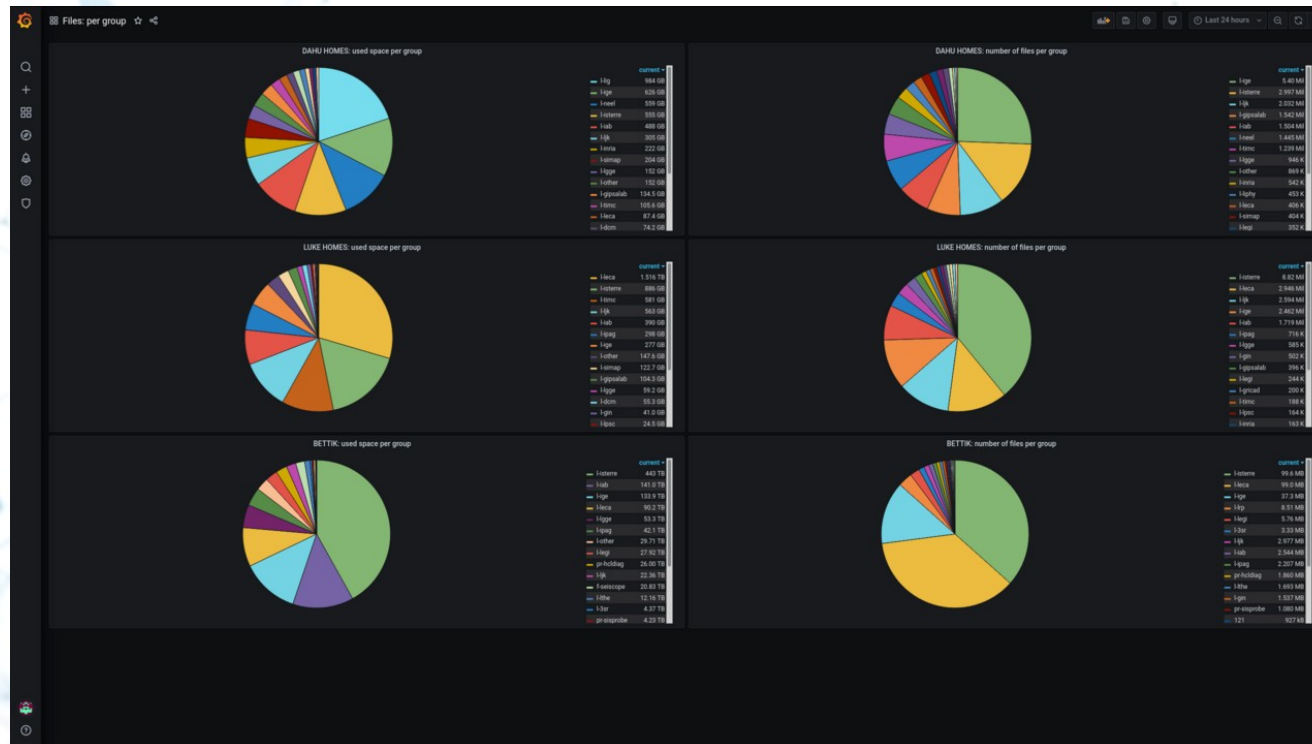 Files: per group
Last 24 hours
DAHU HOMES: used space per group
current
l-lig 984 GB
l-ige 626 GB
l-neel 559 GB
l-isterre 555 GB
l-iab 488 GB
l-ljk 305 GB
l-inria 222 GB
l-simap 204 GB
l-lgge 152 GB
l-other 152 GB
l-gipsalab 134.5 GB
l-timc 105.6 GB
l-leca 87.4 GB
l-dcm 74.2 GB
DAHU HOMES: number of files per group
current
l-ige 5.40 Mil
l-isterre 2.997 Mil
l-ljk 2.032 Mil
l-gipsalab 1.542 Mil
l-iab 1.504 Mil
l-neel 1.445 Mil
l-timc 1.239 Mil
l-lgge 946 K
l-other 869 K
l-inria 542 K
l-liphy 453 K
l-leca 406 K
l-simap 404 K
l-legi 352 K
LUKE HOMES: used space per group
current
l-leca 1.516 TB
l-isterre 886 GB
l-timc 581 GB
l-ljk 563 GB
l-iab 390 GB
l-ipag 298 GB
l-ige 277 GB
l-other 147.6 GB
l-simap 122.7 GB
l-gipsalab 104.3 GB
l-lgge 59.2 GB
l-dcm 55.3 GB
l-gin 41.0 GB
l-lpsc 24.5 GB
LUKE HOMES: number of files per group
current
l-isterre 8.82 Mil
l-leca 2.946 Mil
l-ljk 2.594 Mil
l-ige 2.462 Mil
l-iab 1.719 Mil
l-ipag 716 K
l-lgge 585 K
l-gin 502 K
l-gipsalab 396 K
l-legi 244 K
l-gricad 200 K
l-timc 188 K
l-lpsc 164 K
l-inria 163 K
BETTIK: used space per group
current
l-isterre 443 TB
l-iab 141.0 TB
l-ige 133.9 TB
l-leca 90.2 TB
l-lgge 53.3 TB
l-ipag 42.1 TB
l-other 29.71 TB
l-legi 27.92 TB
pr-hcldiag 26.00 TB
l-ljk 22.36 TB
l-seiscope 20.83 TB
l-lthe 12.16 TB
l-3sr 4.37 TB
pr-sisprobe 4.23 TB
BETTIK: number of files per group
current
l-isterre 99.6 MB
l-leca 99.0 MB
l-ige 37.3 MB
l-lrp 8.51 MB
l-legi 5.76 MB
l-3sr 3.33 MB
l-ljk 2.977 MB
l-iab 2.544 MB
l-ipag 2.207 MB
pr-hcldiag 1.860 MB
l-lthe 1.693 MB
l-gin 1.537 MB
pr-sisprobe 1.080 MB
121 927 kB